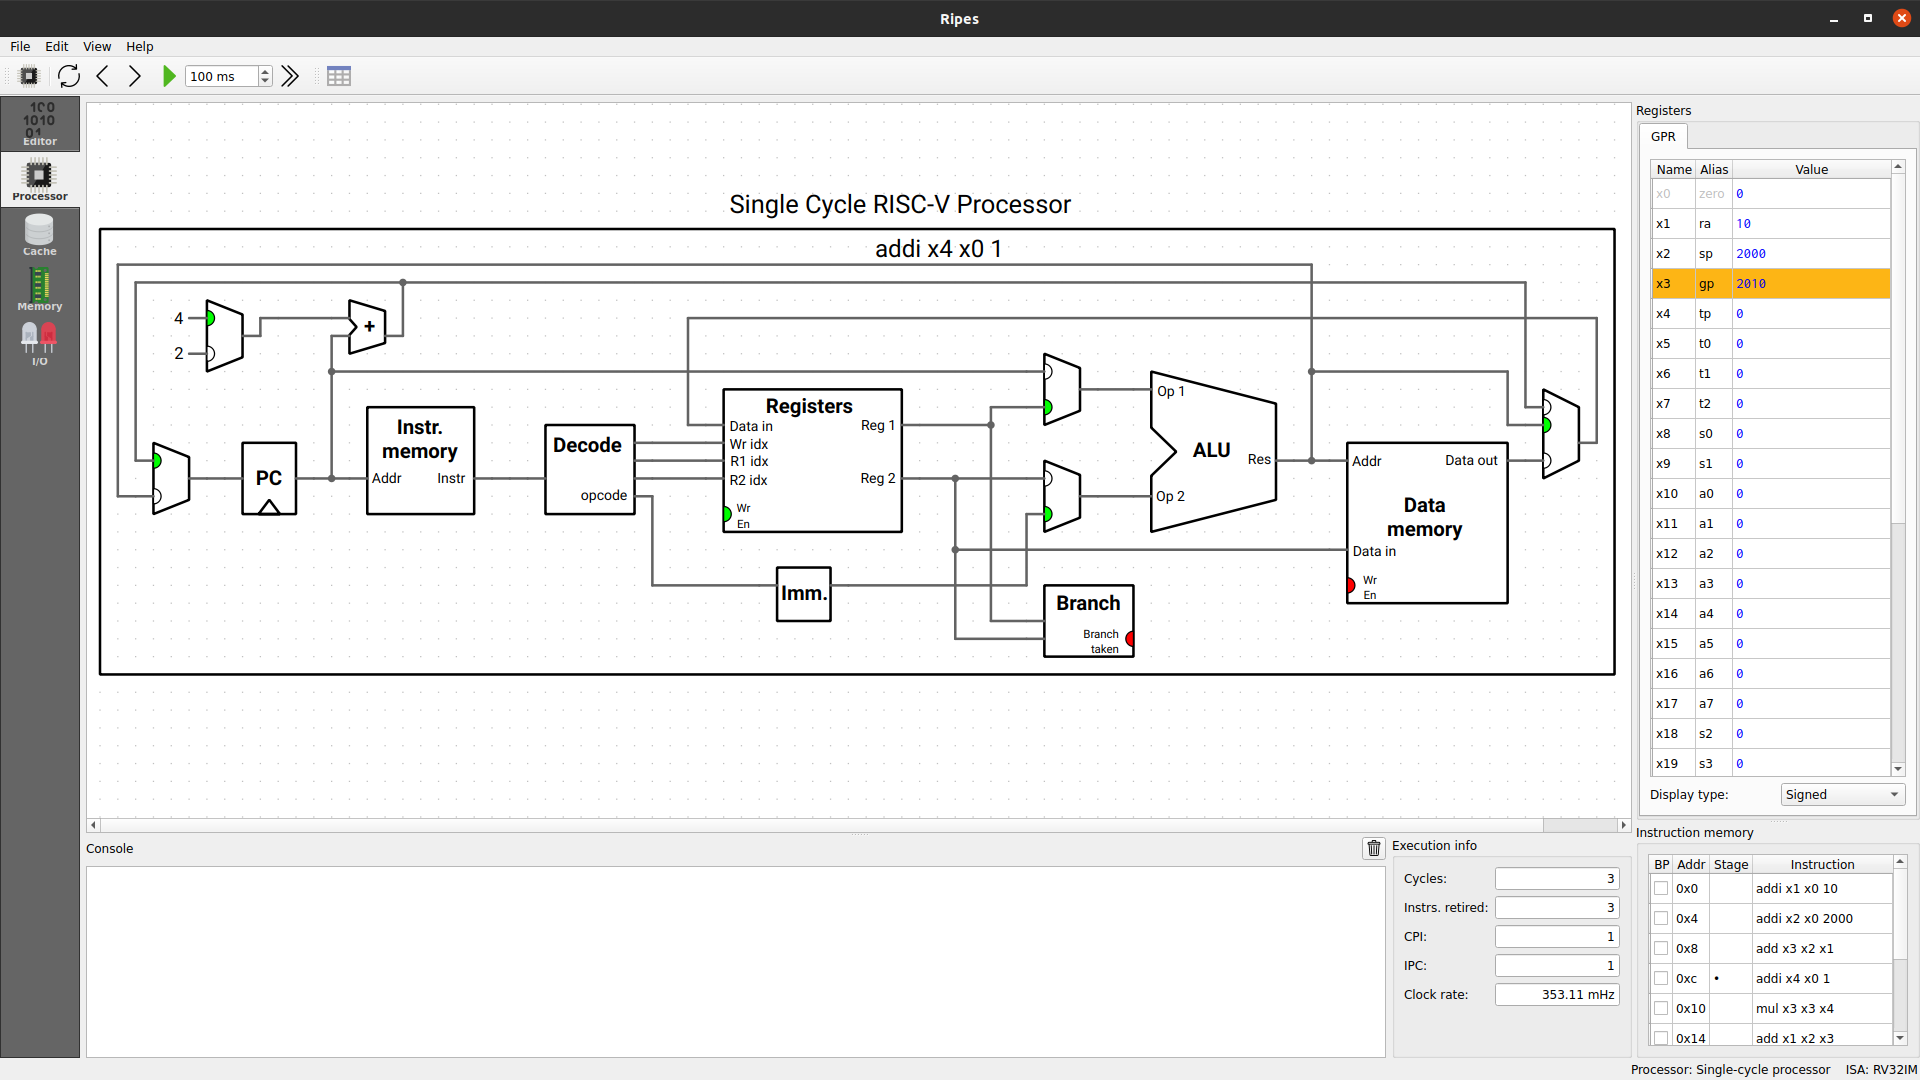 Ripes
File Edit View Help
100 ms
Editor
Processor
Cache
Memory
I/O
Single Cycle RISC-V Processor
addi x4 x0 1
4
2
+
PC
Instr. memory
Addr Instr
Decode
opcode
Registers
Data in Reg 1
Wr idx
R1 idx
R2 idx Reg 2
Wr
En
Imm.
Op 1
ALU
Res
Op 2
Branch
Branch
taken
Addr Data out
Data
memory
Data in
Wr
En
Registers
GPR
Name Alias Value
x0 zero 0
x1 ra 10
x2 sp 2000
x3 gp 2010
x4 tp 0
x5 t0 0
x6 t1 0
x7 t2 0
x8 s0 0
x9 s1 0
x10 a0 0
x11 a1 0
x12 a2 0
x13 a3 0
x14 a4 0
x15 a5 0
x16 a6 0
x17 a7 0
x18 s2 0
x19 s3 0
Display type: Signed
Console
Execution info
Cycles: 3
Instrs. retired: 3
CPI: 1
IPC: 1
Clock rate: 353.11 mHz
Instruction memory
BP Addr Stage Instruction
0x0 addi x1 x0 10
0x4 addi x2 x0 2000
0x8 add x3 x2 x1
0xc • addi x4 x0 1
0x10 mul x3 x3 x4
0x14 add x1 x2 x3
Processor: Single-cycle processor ISA: RV32IM